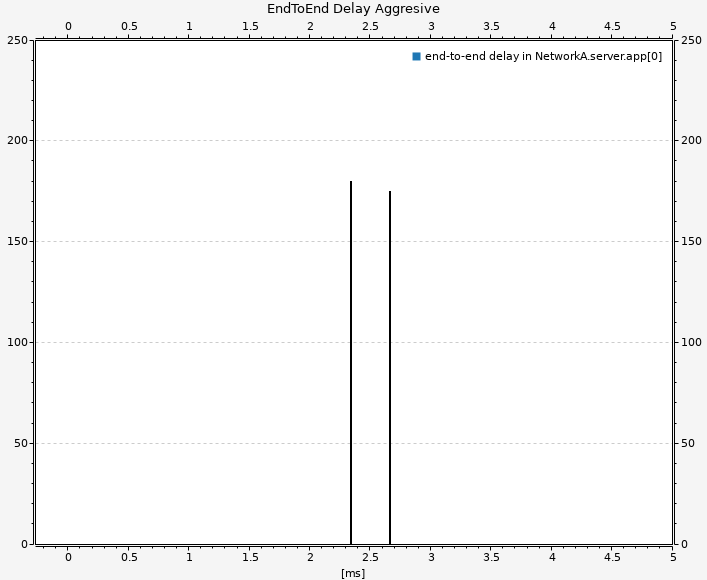 EndToEnd Delay Aggresive
0 0.5 1 1.5 2 2.5 3 3.5 4 4.5 5
250 250
end-to-end delay in NetworkA.server.app[0]
200 200
150 150
100 100
50 50
0 0
0 0.5 1 1.5 2 2.5 3 3.5 4 4.5 5
[ms]